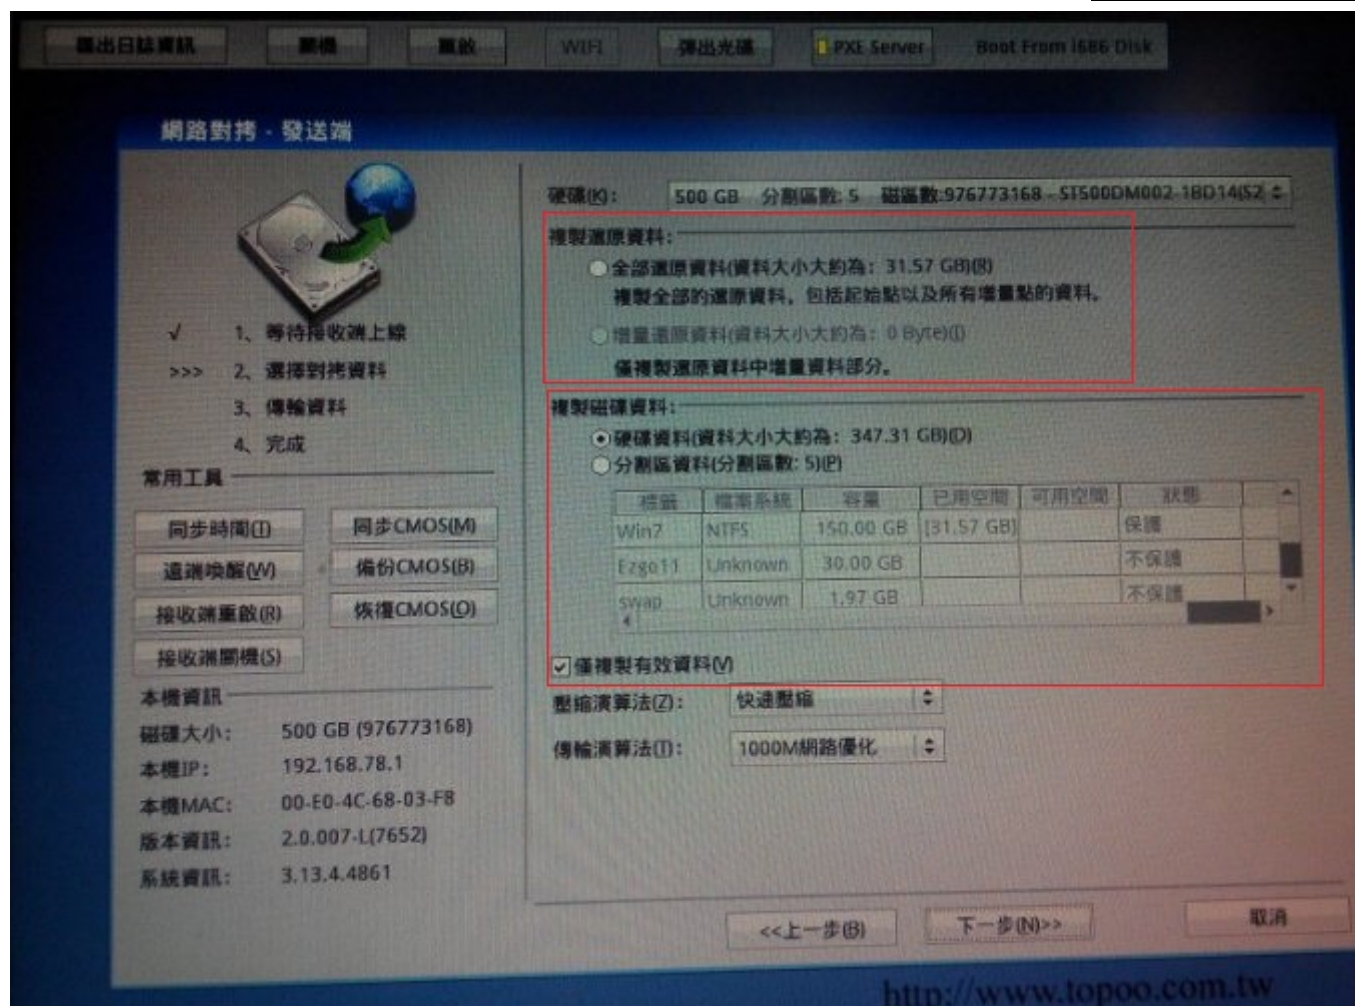 匯出日誌資訊 關機 重啟 WIFI 彈出光碟 PXE Server Boot From i686 Disk
網路對拷 - 發送端
硬碟(K): 500 GB 分割區數: 5 磁區數:976773168 - ST500DM002-1BD14(SZ
複製還原資料:
全部還原資料(資料大小大約為: 31.57 GB)(R)
複製全部的還原資料，包括起始點以及所有增量點的資料。
增量還原資料(資料大小大約為: 0 Byte)(I)
僅複製還原資料中增量資料部分。
√ 1、等待接收端上線
>>> 2、選擇對拷資料
3、傳輸資料
4、完成
複製磁碟資料:
硬碟資料(資料大小大約為: 347.31 GB)(D)
分割區資料(分割區數: 5)(P)
標籤 檔案系統 容量 已用空間 可用空間 狀態
Win7 NTFS 150.00 GB [31.57 GB] 保護
Ezgo11 Unknown 30.00 GB 不保護
swap Unknown 1.97 GB 不保護
僅複製有效資料(V)
壓縮演算法(Z): 快速壓縮
傳輸演算法(T): 1000M網路優化
常用工具
同步時間(T) 同步CMOS(M)
遠端喚醒(W) 備份CMOS(B)
接收端重啟(R) 恢復CMOS(O)
接收端關機(S)
本機資訊
磁碟大小: 500 GB (976773168)
本機IP: 192.168.78.1
本機MAC: 00-E0-4C-68-03-F8
版本資訊: 2.0.007-L(7652)
系統資訊: 3.13.4.4861
<<上一步(B) 下一步(N)>> 取消
http://www.topoo.com.tw